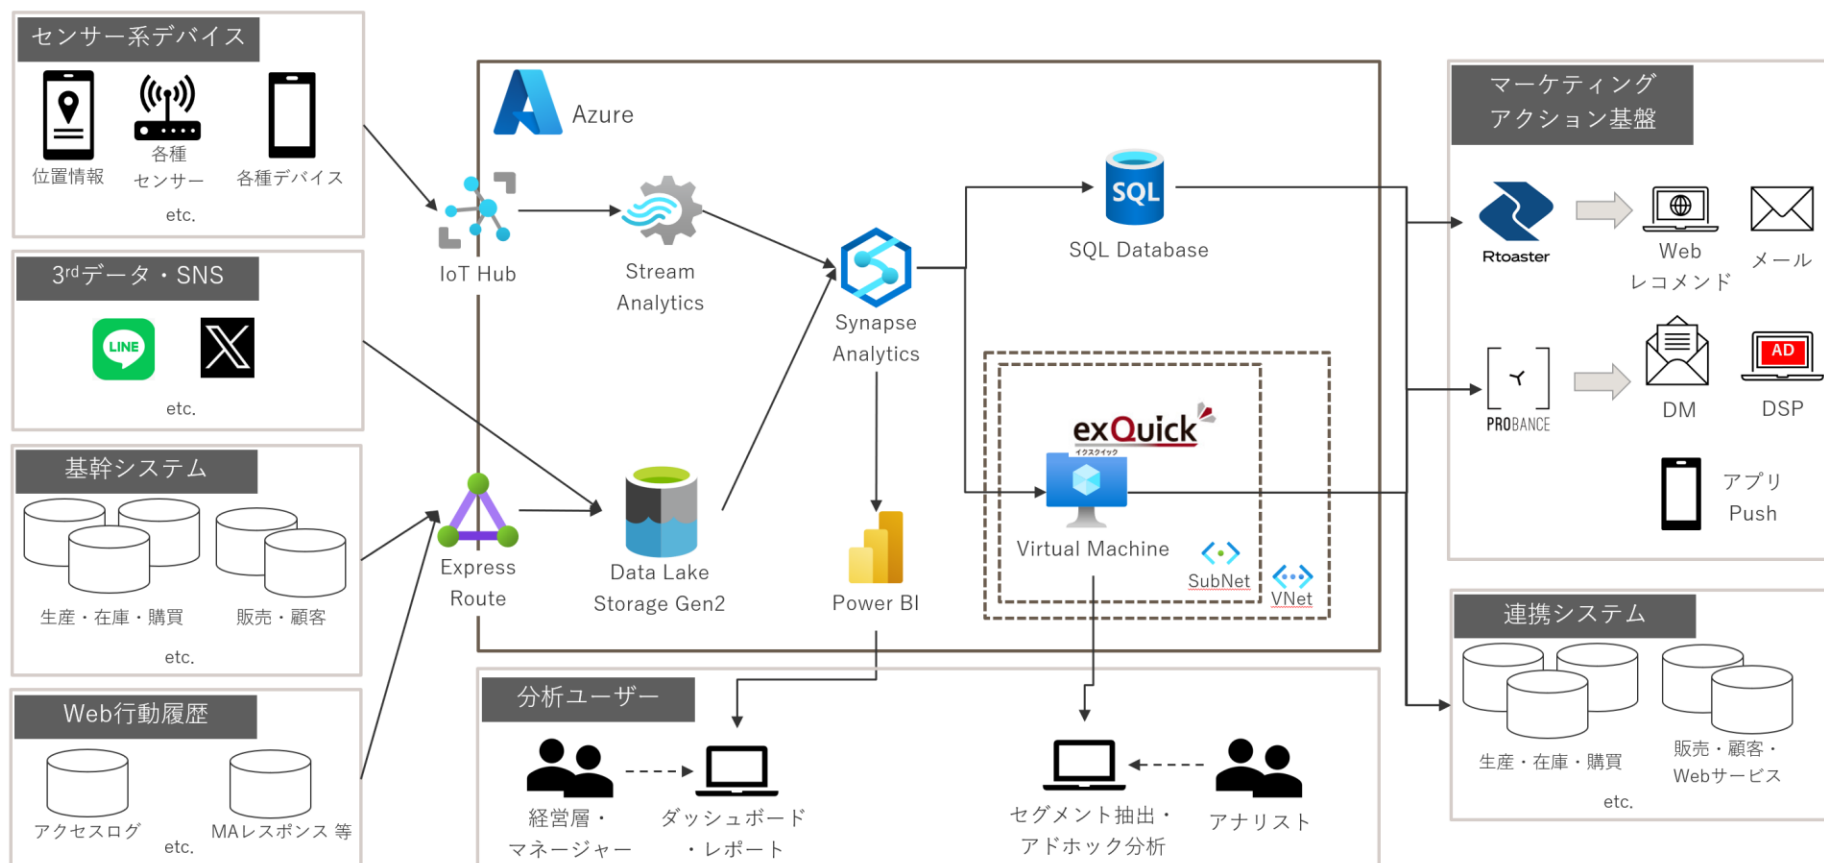 センサー系デバイス
位置情報
各種
センサー
各種デバイス
etc.
3rdデータ・SNS
LINE
etc.
基幹システム
生産・在庫・購買
販売・顧客
etc.
Web行動履歴
アクセスログ
MAレスポンス 等
etc.
Azure
IoT Hub
Stream
Analytics
Express
Route
Data Lake
Storage Gen2
Synapse
Analytics
Power BI
SQL
SQL Database
exQuick
イクスクイック
Virtual Machine
SubNet
VNet
分析ユーザー
経営層・
マネージャー
ダッシュボード
・レポート
セグメント抽出・
アドホック分析
アナリスト
マーケティング
アクション基盤
Rtoaster
Web
レコメンド
メール
PROBANCE
DM
AD
DSP
アプリ
Push
連携システム
生産・在庫・購買
販売・顧客・
Webサービス
etc.